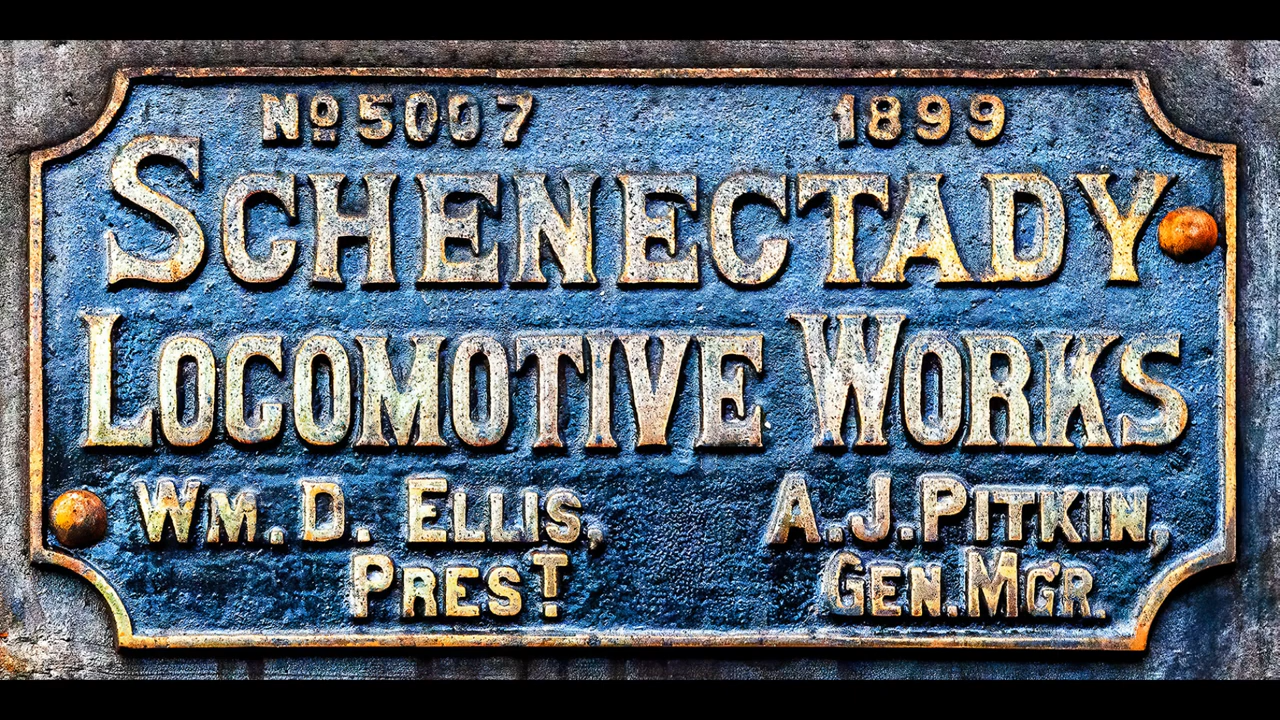 No 5007 1899
SCHENECTADY
LOCOMOTIVE WORKS
WM. D. ELLIS, A. J. PITKIN,
PREST. GEN. MGR.